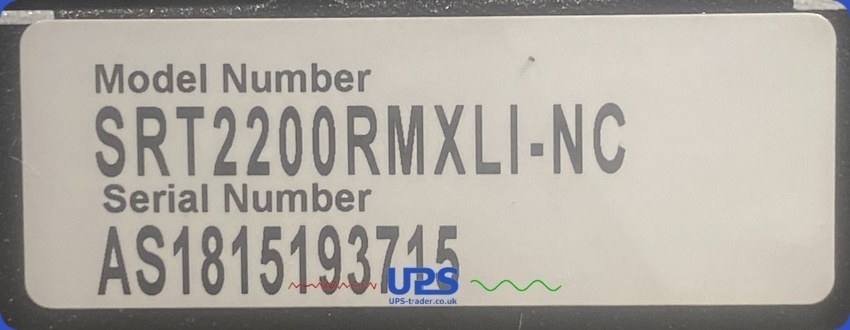 Model Number
SRT2200RMXLI-NC
Serial Number
AS1815193715
UPS
UPS-trader.co.uk